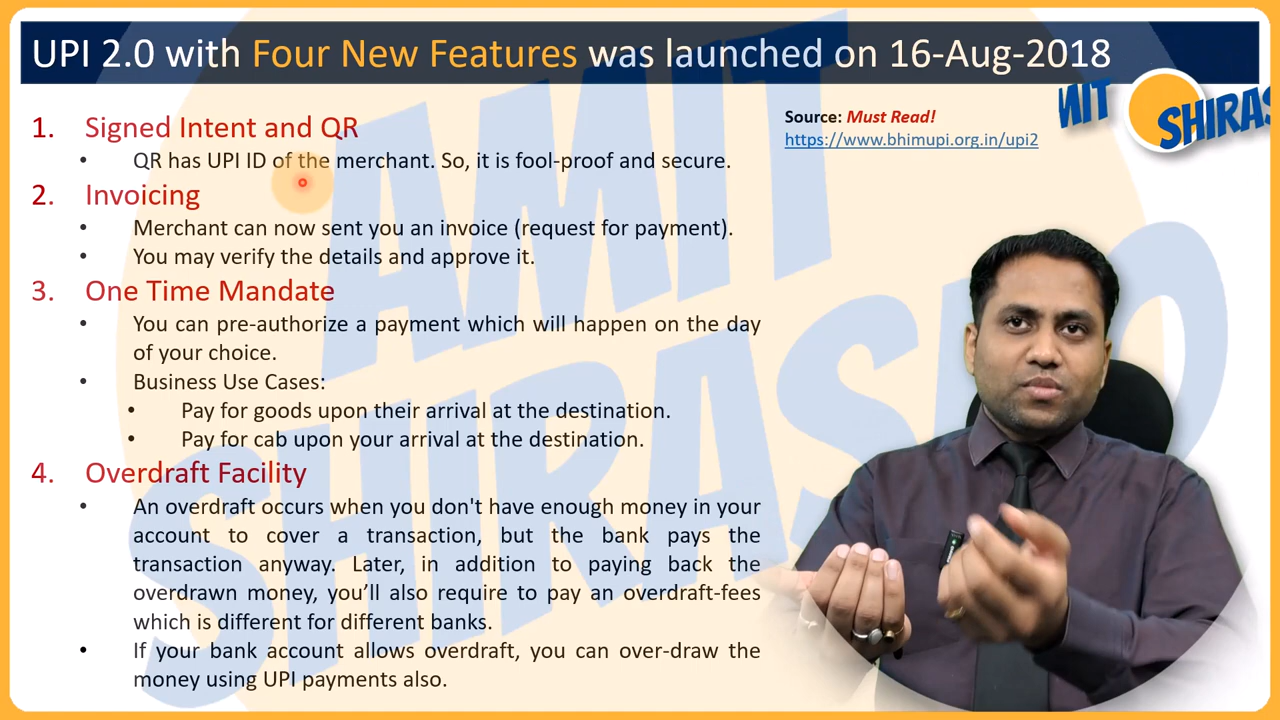 UPI 2.0 with Four New Features was launched on 16-Aug-2018
MIT
SHIRAS
1. Signed Intent and QR
• QR has UPI ID of the merchant. So, it is fool-proof and secure.
Source: Must Read!
https://www.bhimupi.org.in/upi2
2. Invoicing
• Merchant can now sent you an invoice (request for payment).
• You may verify the details and approve it.
3. One Time Mandate
• You can pre-authorize a payment which will happen on the day
of your choice.
• Business Use Cases:
• Pay for goods upon their arrival at the destination.
• Pay for cab upon your arrival at the destination.
4. Overdraft Facility
• An overdraft occurs when you don't have enough money in your
account to cover a transaction, but the bank pays the
transaction anyway. Later, in addition to paying back the
overdrawn money, you’ll also require to pay an overdraft-fees
which is different for different banks.
• If your bank account allows overdraft, you can over-draw the
money using UPI payments also.
AMIT
SHIRAS